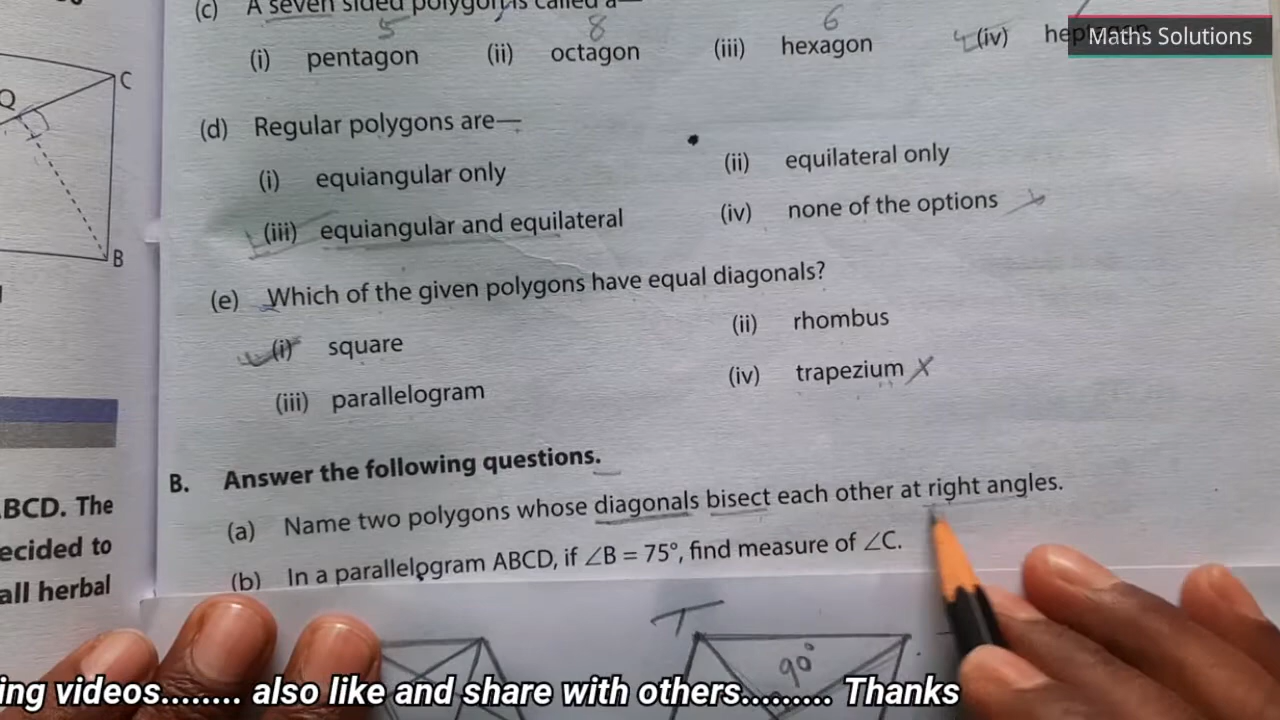 (c) A seven sided polygon is called a—
5 8 6
(i) pentagon (ii) octagon (iii) hexagon (iv)
Maths Solutions
C
Q
(d) Regular polygons are—
(i) equiangular only (ii) equilateral only
(iii) equiangular and equilateral (iv) none of the options
B
(e) Which of the given polygons have equal diagonals?
(i) square (ii) rhombus
(iii) parallelogram (iv) trapezium
B. Answer the following questions.
ABCD. The
(a) Name two polygons whose diagonals bisect each other at right angles.
ecided to
(b) In a parallelogram ABCD, if ∠B = 75°, find measure of ∠C.
all herbal
T
90°
ing videos........ also like and share with others......... Thanks